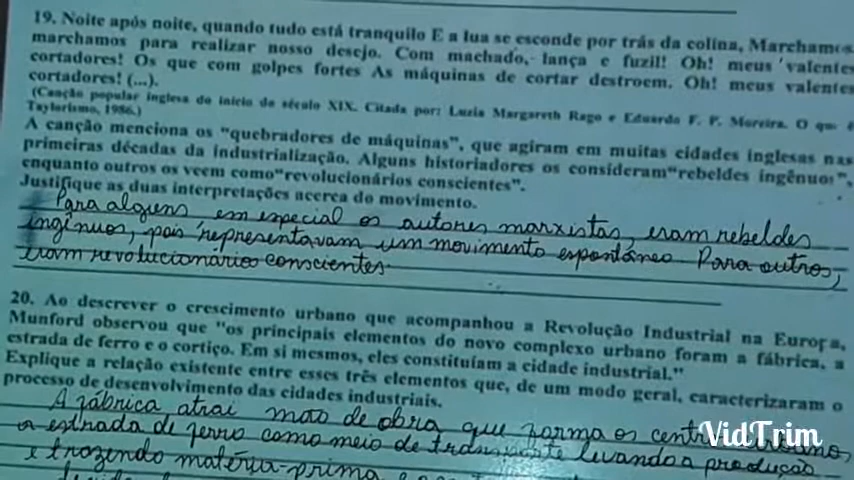 19. Noite após noite, quando tudo está tranquilo E a lua se esconde por trás da colina, Marchamos
marchamos para realizar nosso desejo. Com machado, lança e fuzil! Oh! meus valentes
cortadores! Os que com golpes fortes As máquinas de cortar destroem. Oh! meus valentes
cortadores! (...).
(Canção popular inglesa do início do século XIX. Citada por: Luzia Margareth Rago e Eduardo F. P. Moreira. O que é
Taylorismo, 1986.)
A canção menciona os "quebradores de máquinas", que agiram em muitas cidades inglesas nas
primeiras décadas da industrialização. Alguns historiadores os consideram"rebeldes ingênuos",
enquanto outros os veem como"revolucionários conscientes".
Justifique as duas interpretações acerca do movimento.
Para alguns em especial os autores marxistas, eram rebeldes
ingênuos, pois representavam um movimento espontâneo Para outros,
eram revolucionários conscientes.
20. Ao descrever o crescimento urbano que acompanhou a Revolução Industrial na Europa,
Munford observou que "os principais elementos do novo complexo urbano foram a fábrica, a
estrada de ferro e o cortiço. Em si mesmos, eles constituíam a cidade industrial."
Explique a relação existente entre esses três elementos que, de um modo geral, caracterizaram o
processo de desenvolvimento das cidades industriais.
A fábrica atrai mão de obra que forma os centros urbano,
a estrada de ferro como meio de transporte levando a produção
e trazendo matéria-prima
VidTrim